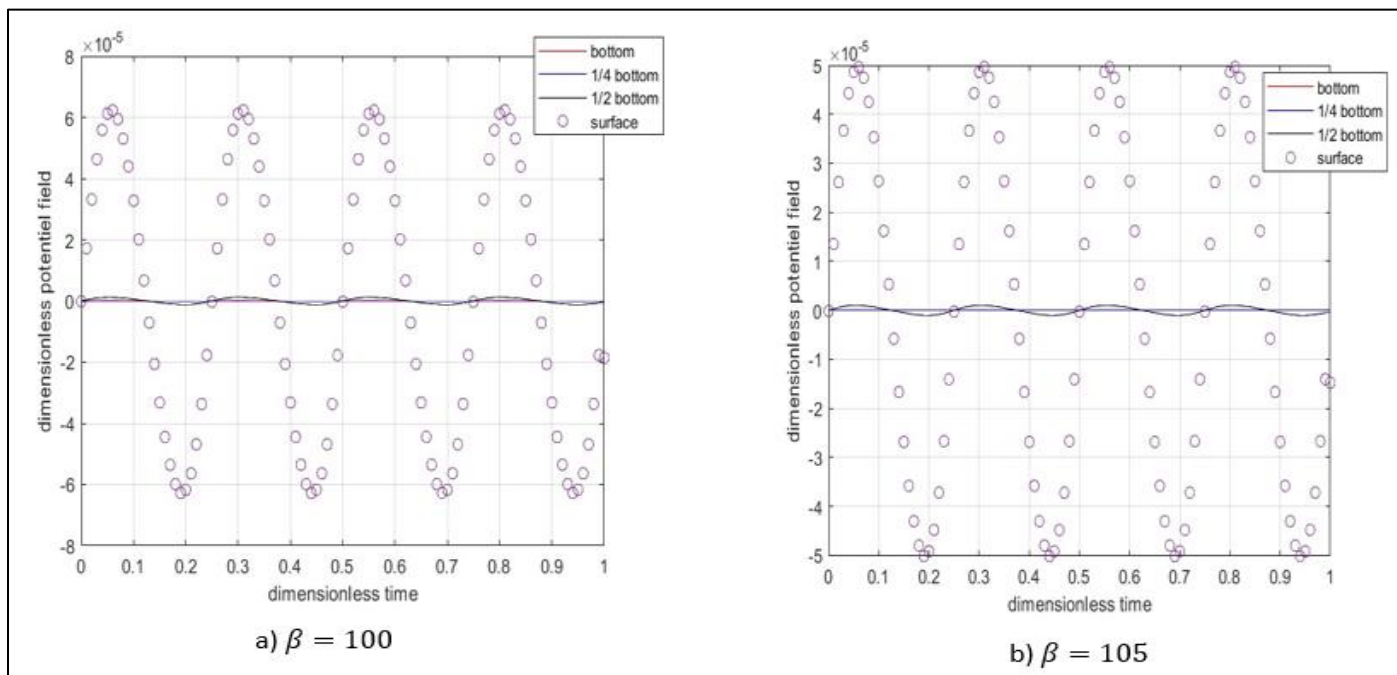 ×10⁻⁵
8
6
4
2
0
-2
-4
-6
-8
dimensionless potentiel field
0 0.1 0.2 0.3 0.4 0.5 0.6 0.7 0.8 0.9 1
dimensionless time
bottom
1/4 bottom
1/2 bottom
surface
a) β = 100
×10⁻⁵
5
4
3
2
1
0
-1
-2
-3
-4
-5
dimensionless potentiel field
0 0.1 0.2 0.3 0.4 0.5 0.6 0.7 0.8 0.9 1
dimensionless time
bottom
1/4 bottom
1/2 bottom
surface
b) β = 105